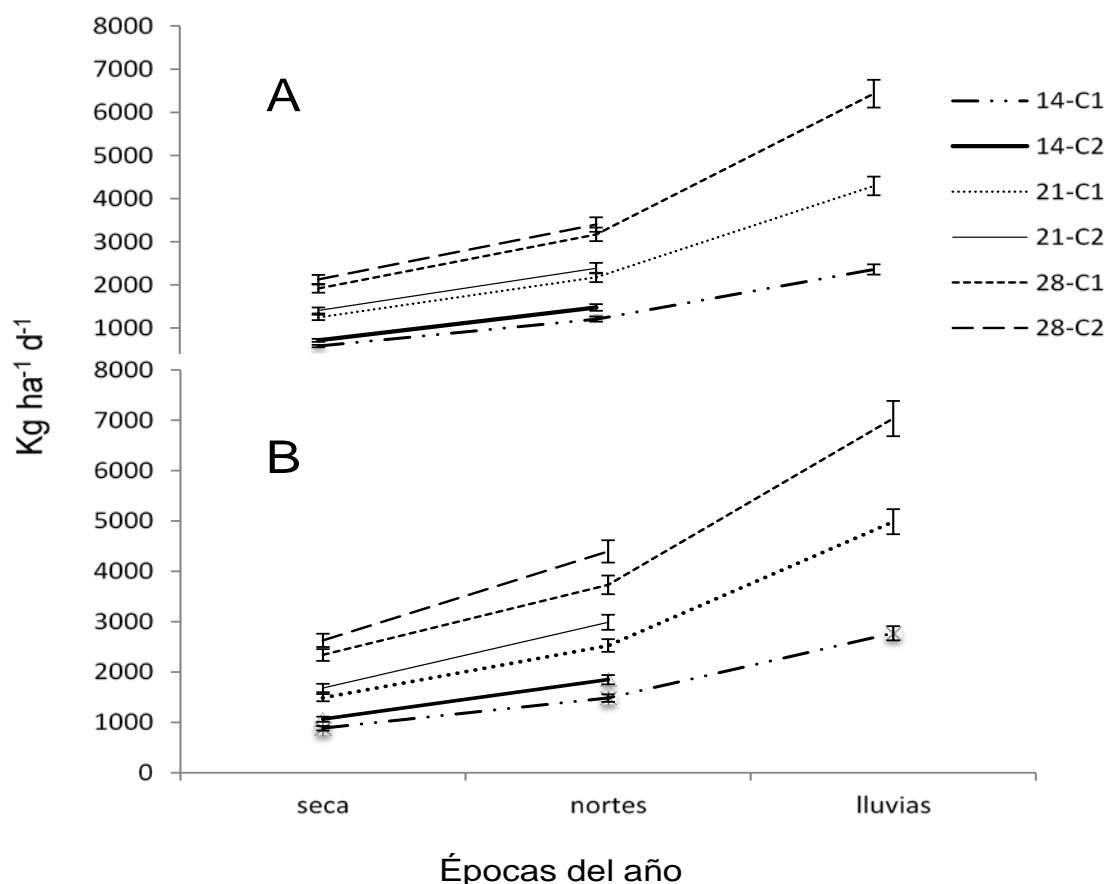 8000
7000
6000
5000
4000
3000
2000
1000
A
14-C1
14-C2
21-C1
21-C2
28-C1
28-C2
Kg ha⁻¹ d⁻¹
8000
7000
6000
5000
4000
3000
2000
1000
0
B
seca nortes lluvias
Épocas del año